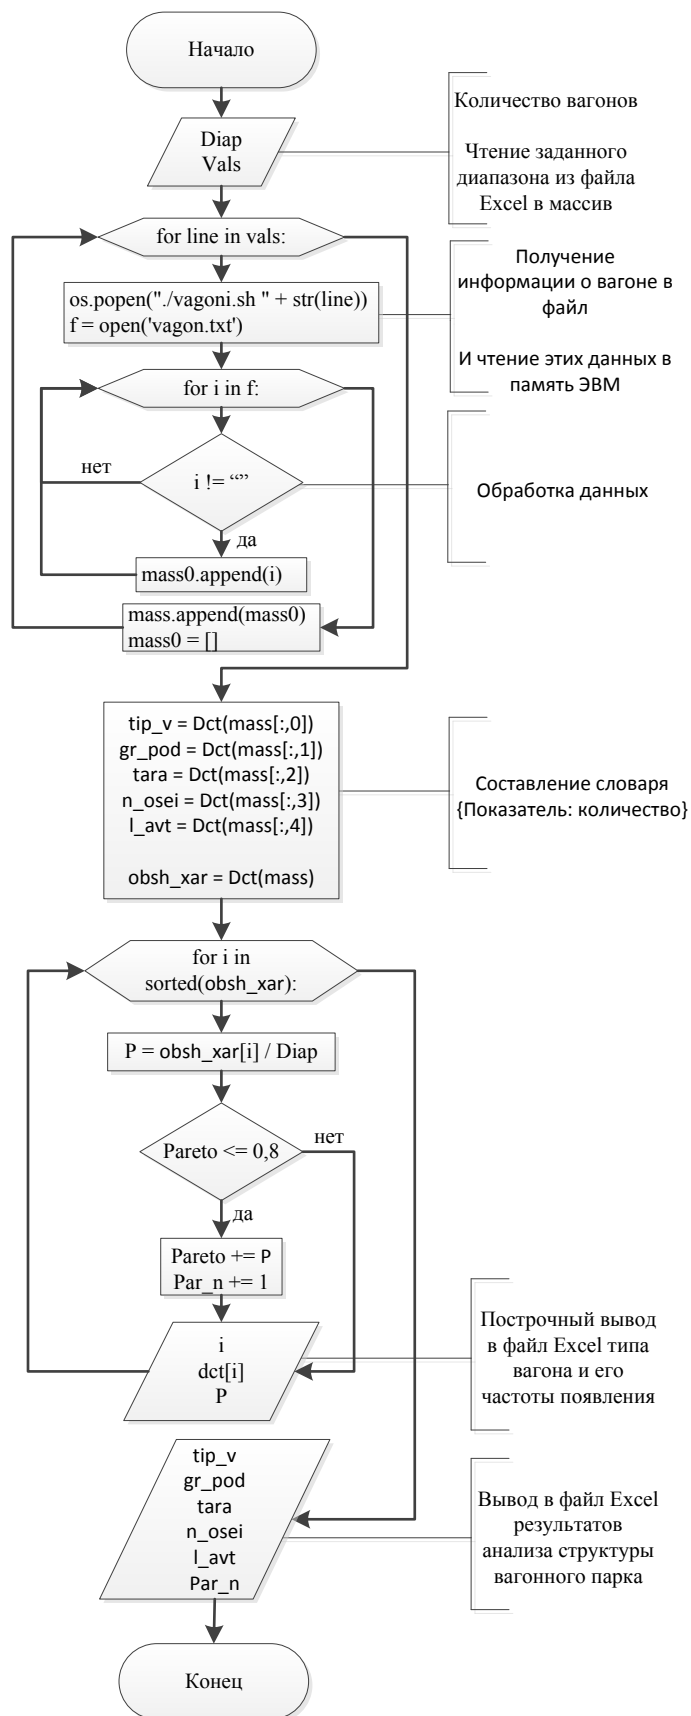 Начало
Diap
Vals
Количество вагонов
Чтение заданного
диапазона из файла
Excel в массив
for line in vals:
os.popen("./vagoni.sh " + str(line))
f = open('vagon.txt')
Получение
информации о вагоне в
файл
И чтение этих данных в
память ЭВМ
for i in f:
нет
i != “”
Обработка данных
да
mass0.append(i)
mass.append(mass0)
mass0 = []
tip_v = Dct(mass[:,0])
gr_pod = Dct(mass[:,1])
tara = Dct(mass[:,2])
n_osei = Dct(mass[:,3])
l_avt = Dct(mass[:,4])
obsh_xar = Dct(mass)
Составление словаря
{Показатель: количество}
for i in
sorted(obsh_xar):
P = obsh_xar[i] / Diap
Pareto <= 0,8
нет
да
Pareto += P
Par_n += 1
i
dct[i]
P
Построчный вывод
в файл Excel типа
вагона и его
частоты появления
tip_v
gr_pod
tara
n_osei
l_avt
Par_n
Вывод в файл Excel
результатов
анализа структуры
вагонного парка
Конец